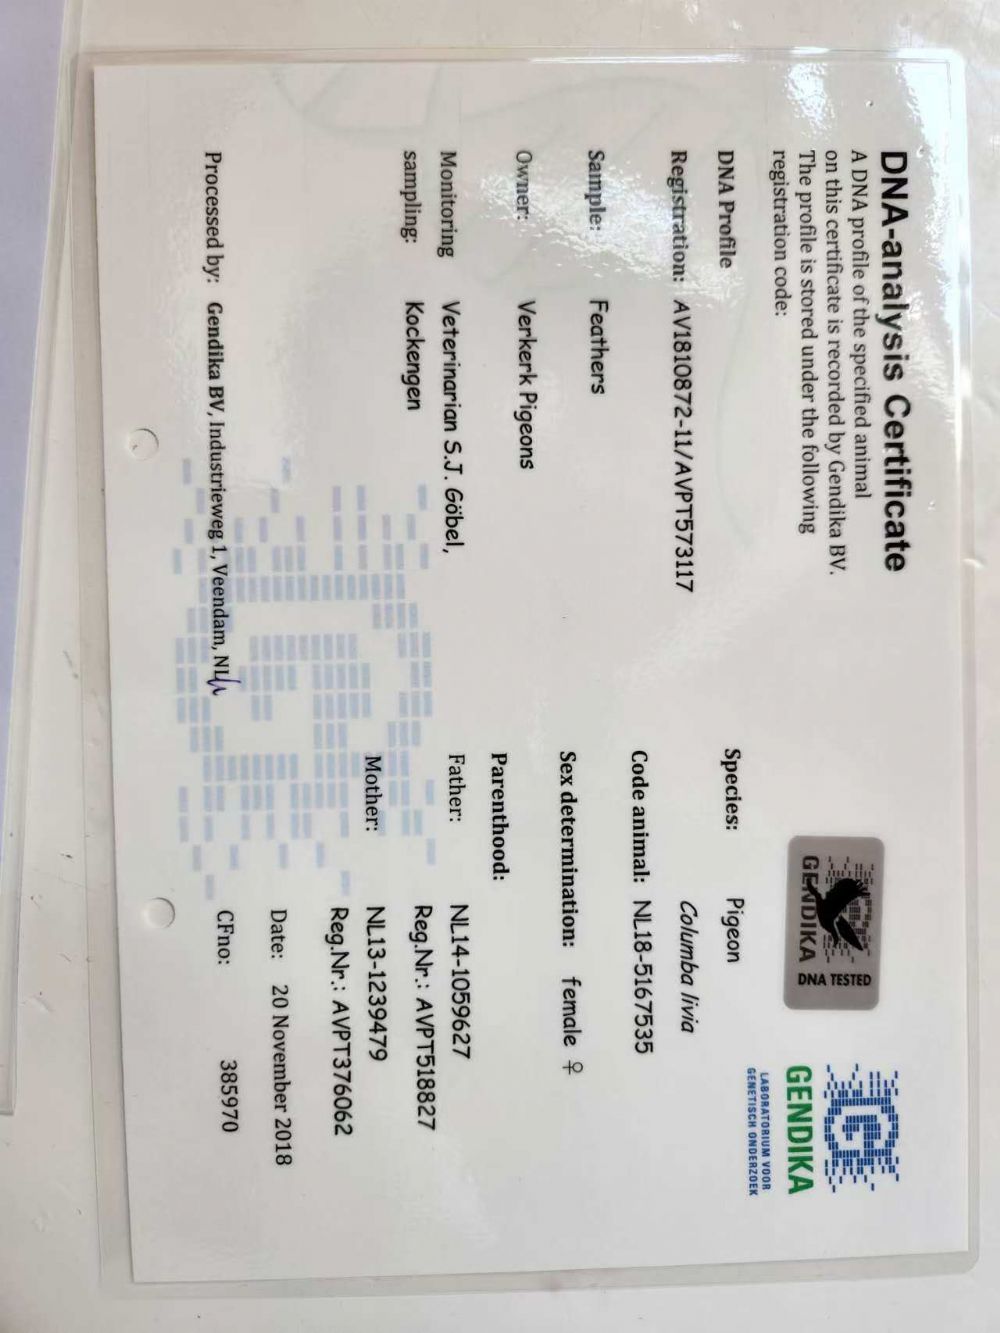 DNA-analysis Certificate
A DNA profile of the specified animal
on this certificate is recorded by Gendika BV.
The profile is stored under the following
registration code:
DNA Profile
Registration: AV1810872-11/AVPT573117
Sample: Feathers
Owner: Verkerk Pigeons
Monitoring Veterinarian S.J. Göbel,
sampling: Kockengen
Processed by: Gendika BV, Industrieweg 1, Veendam, NL
GENDIKA
DNA TESTED
GENDIKA
LABORATORIUM VOOR
GENETISCH ONDERZOEK
Species: Pigeon
Columba livia
Code animal: NL18-5167535
Sex determination: female ♀
Parenthood:
Father: NL14-1059627
Reg.Nr.: AVPT518827
Mother: NL13-1239479
Reg.Nr.: AVPT376062
Date: 20 November 2018
CFno: 385970